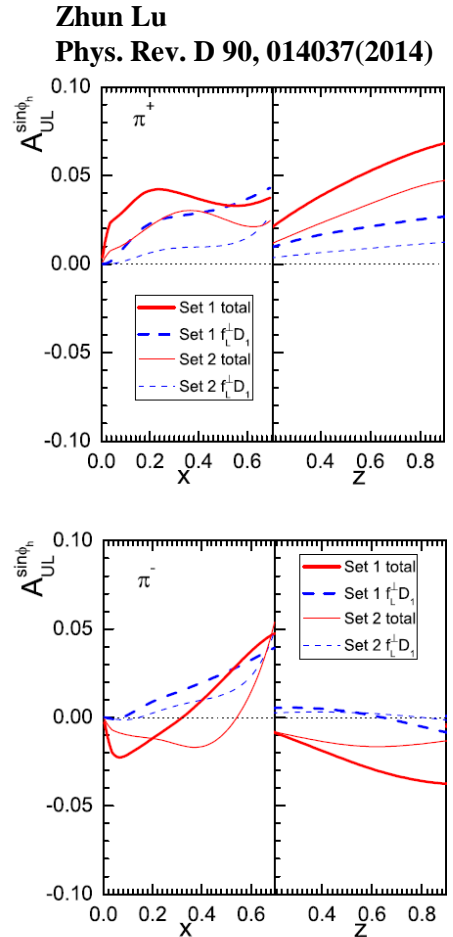 Zhun Lu
Phys. Rev. D 90, 014037(2014)
A_UL^sinφ_h
π⁺
0.10
0.05
0.00
-0.05
-0.10
Set 1 total
Set 1 f_L^⊥D_1
Set 2 total
Set 2 f_L^⊥D_1
0.0 0.2 0.4 0.6 0.4 0.6 0.8
x z
A_UL^sinφ_h
π⁻
0.10
0.05
0.00
-0.05
-0.10
Set 1 total
Set 1 f_L^⊥D_1
Set 2 total
Set 2 f_L^⊥D_1
0.0 0.2 0.4 0.6 0.4 0.6 0.8
x z